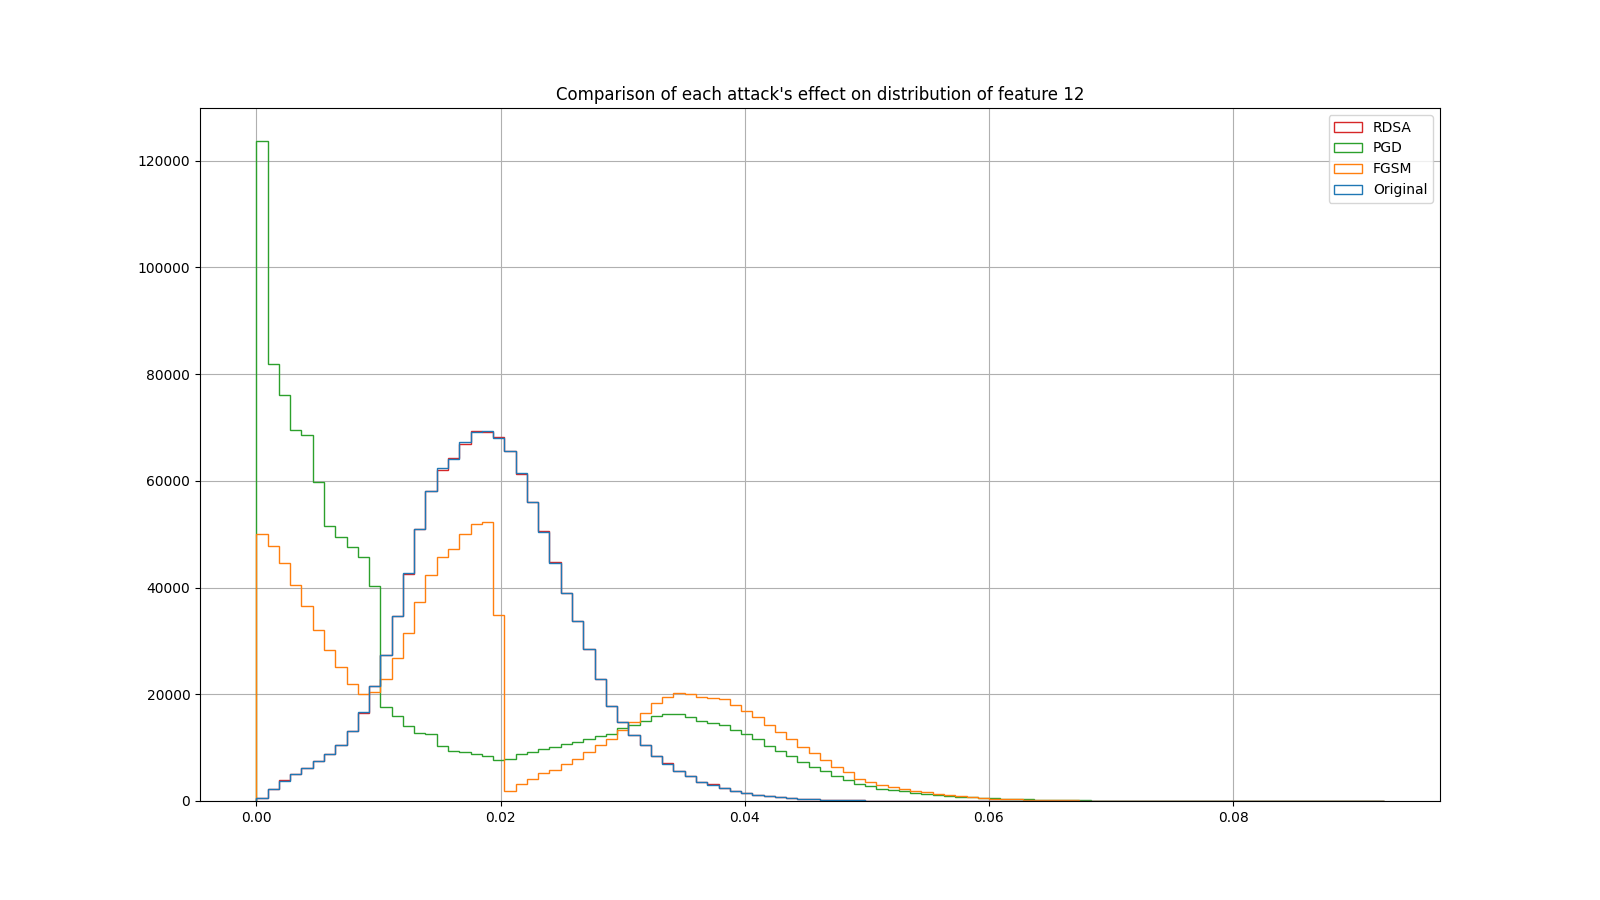 Comparison of each attack's effect on distribution of feature 12
RDSA
PGD
FGSM
Original
120000
100000
80000
60000
40000
20000
0
0.00 0.02 0.04 0.06 0.08